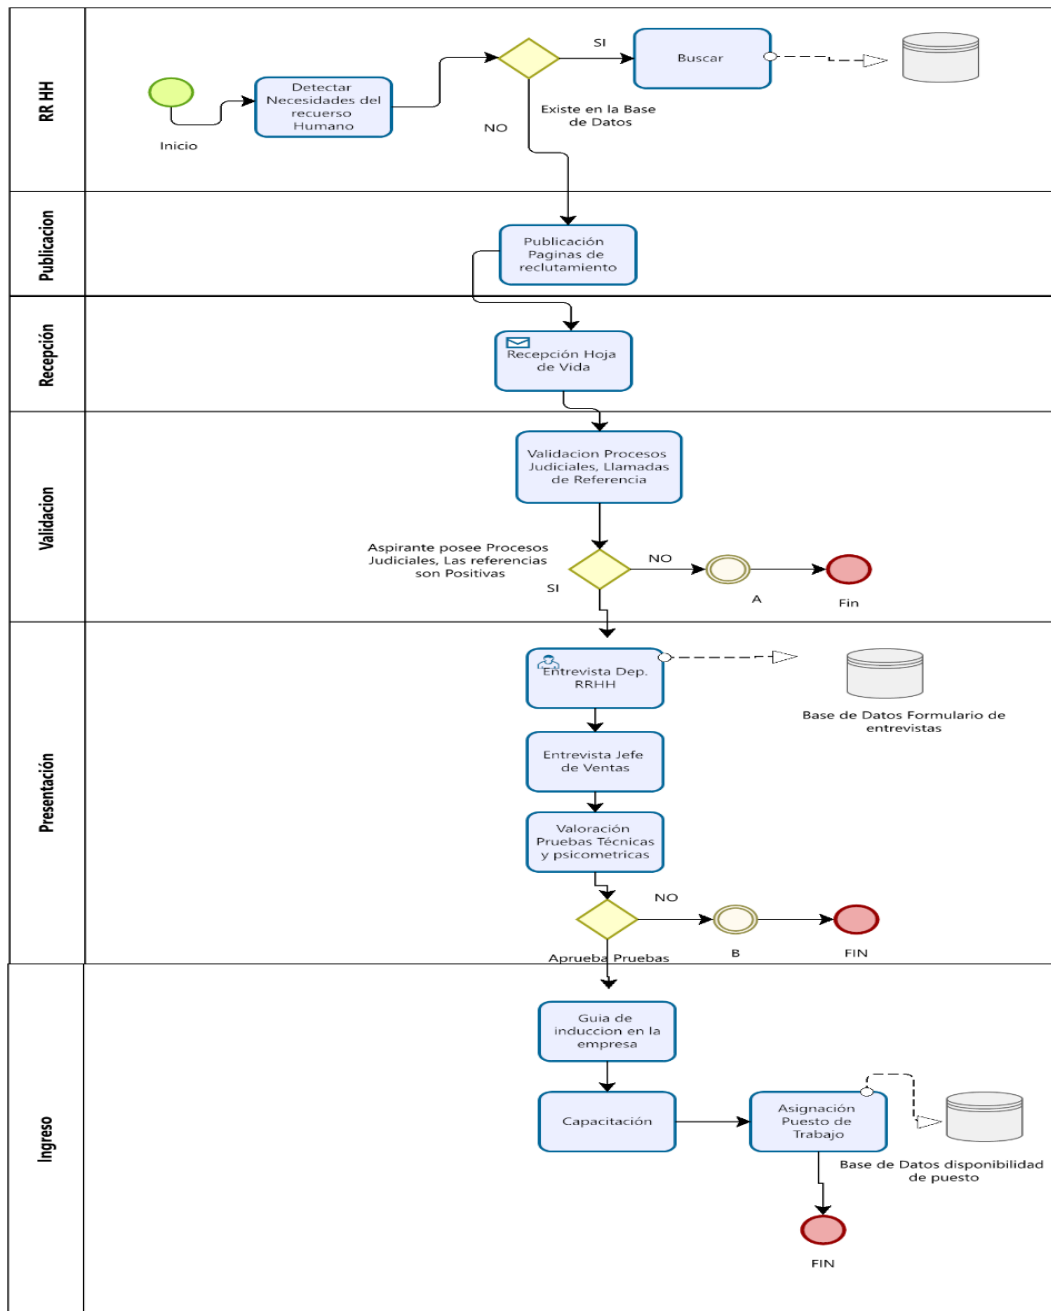 RR HH
Inicio
Detectar
Necesidades del
recuerso
Humano
SI
NO
Existe en la Base
de Datos
Buscar
Publicacion
Publicación
Paginas de
reclutamiento
Recepción
Recepción Hoja
de Vida
Validacion
Validacion Procesos
Judiciales, Llamadas
de Referencia
Aspirante posee Procesos
Judiciales, Las referencias
son Positivas
NO
SI
A
Fin
Presentación
Entrevista Dep.
RRHH
Base de Datos Formulario de
entrevistas
Entrevista Jefe
de Ventas
Valoración
Pruebas Técnicas
y psicometricas
NO
Aprueba Pruebas
B
FIN
Ingreso
Guia de
induccion en la
empresa
Capacitación
Asignación
Puesto de
Trabajo
Base de Datos disponibilidad
de puesto
FIN